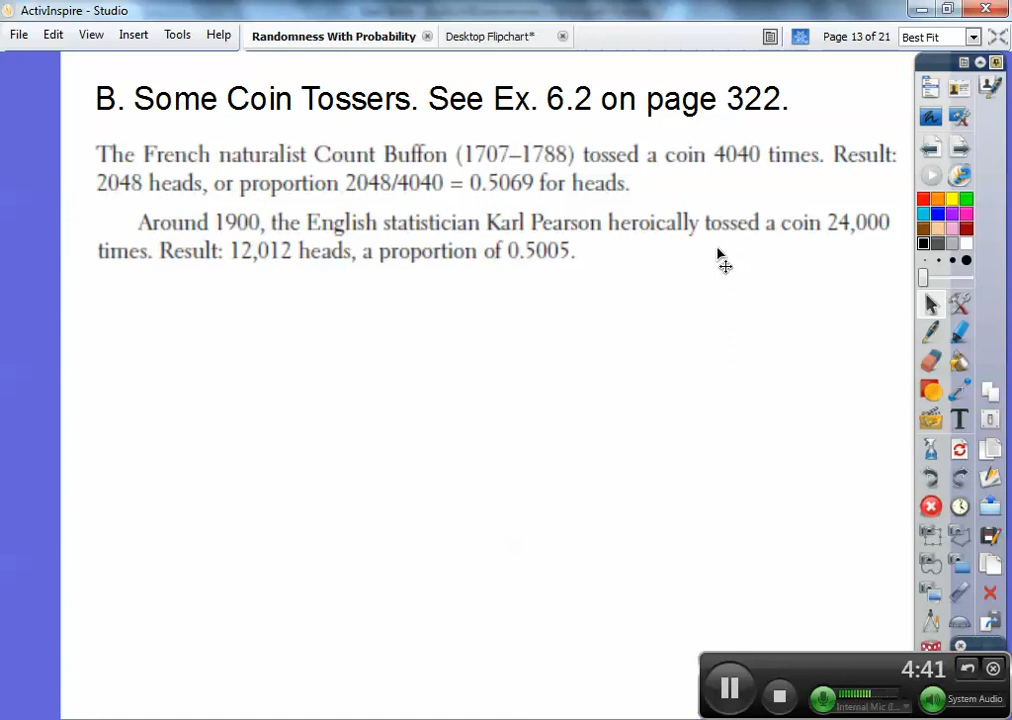 ActivInspire - Studio
File Edit View Insert Tools Help Randomness With Probability Desktop Flipchart* Page 13 of 21 Best Fit
B. Some Coin Tossers. See Ex. 6.2 on page 322.
The French naturalist Count Buffon (1707–1788) tossed a coin 4040 times. Result:
2048 heads, or proportion 2048/4040 = 0.5069 for heads.
Around 1900, the English statistician Karl Pearson heroically tossed a coin 24,000
times. Result: 12,012 heads, a proportion of 0.5005.
T
4:41
Internal Mic (I... System Audio